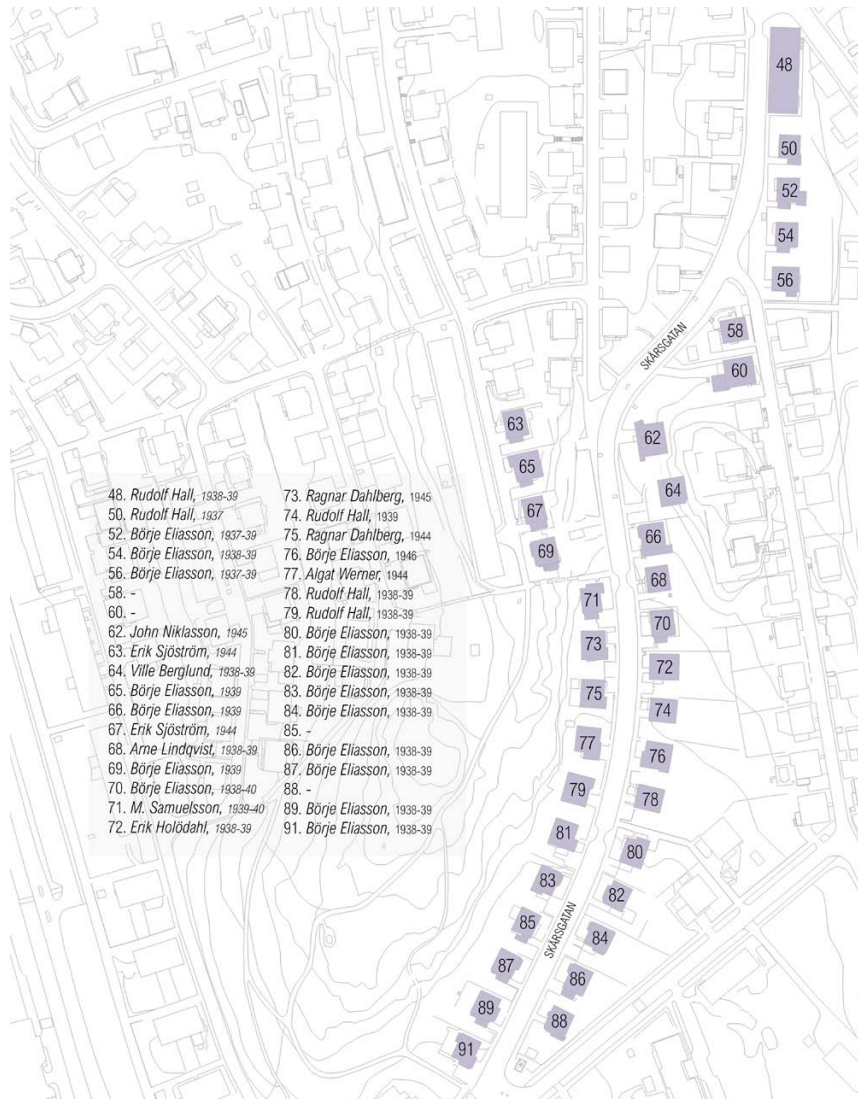 48
50
52
54
56
58
SKÅRSGATAN
60
63
62
65
64
67
66
69
68
71
70
73
72
75
74
77
76
79
78
81
80
83
82
85
84
SKÅRSGATAN
87
86
89
88
91
48. Rudolf Hall, 1938-39
50. Rudolf Hall, 1937
52. Börje Eliasson, 1937-39
54. Börje Eliasson, 1938-39
56. Börje Eliasson, 1937-39
58. -
60. -
62. John Niklasson, 1945
63. Erik Sjöström, 1944
64. Ville Berglund, 1938-39
65. Börje Eliasson, 1939
66. Börje Eliasson, 1939
67. Erik Sjöström, 1944
68. Arne Lindqvist, 1938-39
69. Börje Eliasson, 1939
70. Börje Eliasson, 1938-40
71. M. Samuelsson, 1939-40
72. Erik Holödahl, 1938-39
73. Ragnar Dahlberg, 1945
74. Rudolf Hall, 1939
75. Ragnar Dahlberg, 1944
76. Börje Eliasson, 1946
77. Algat Werner, 1944
78. Rudolf Hall, 1938-39
79. Rudolf Hall, 1938-39
80. Börje Eliasson, 1938-39
81. Börje Eliasson, 1938-39
82. Börje Eliasson, 1938-39
83. Börje Eliasson, 1938-39
84. Börje Eliasson, 1938-39
85. -
86. Börje Eliasson, 1938-39
87. Börje Eliasson, 1938-39
88. -
89. Börje Eliasson, 1938-39
91. Börje Eliasson, 1938-39